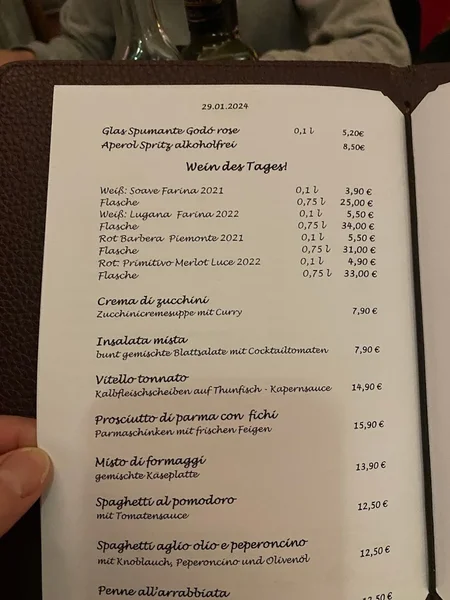 29.01.2024
Glas Spumante Godó rose 0,1 l 5,20€
Aperol Spritz alkoholfrei 8,50€
Wein des Tages!
Weiß: Soave Farina 2021 0,1 l 3,90 €
Flasche 0,75 l 25,00 €
Weiß: Lugana Farina 2022 0,1 l 5,50 €
Flasche 0,75 l 34,00 €
Rot Barbera Piemonte 2021 0,1 l 5,50 €
Flasche 0,75 l 31,00 €
Rot: Primitivo Merlot Luce 2022 0,1 l 4,90 €
Flasche 0,75 l 33,00 €
Crema di zucchini
Zucchinicremesuppe mit Curry 7,90 €
Insalata mista
bunt gemischte Blattsalate mit Cocktailtomaten 7,90 €
Vitello tonnato
Kalbfleischscheiben auf Thunfisch - Kapernsauce 14,90 €
Prosciutto di parma con fichi
Parmaschinken mit frischen Feigen 15,90 €
Misto di formaggi
gemischte Käseplatte 13,90 €
Spaghetti al pomodoro
mit Tomatensauce 12,50 €
Spaghetti aglio olio e peperoncino
mit Knoblauch, Peperoncino und Olivenöl 12,50 €
Penne all'arrabbiata 12,50 €